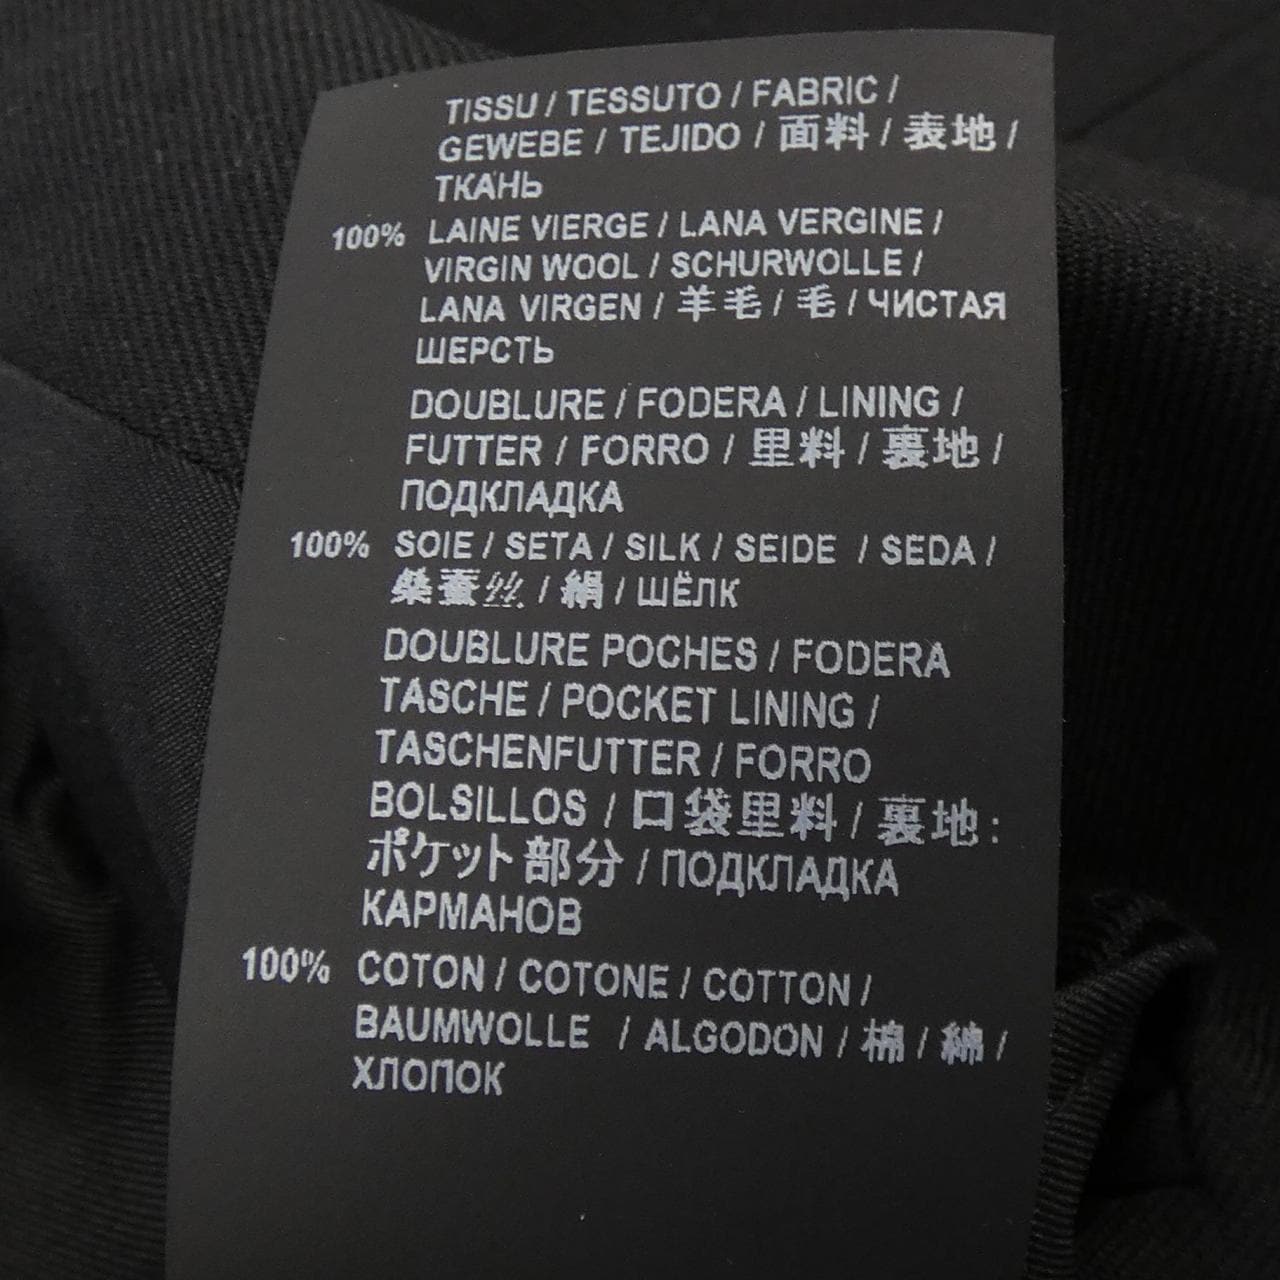 TISSU / TESSUTO / FABRIC /
GEWEBE / TEJIDO / 面料 / 表地 /
ТКАНЬ
100% LAINE VIERGE / LANA VERGINE /
VIRGIN WOOL / SCHURWOLLE /
LANA VIRGEN / 羊毛 / 毛 / ЧИСТАЯ
ШЕРСТЬ
DOUBLURE / FODERA / LINING /
FUTTER / FORRO / 里料 / 裏地 /
ПОДКЛАДКА
100% SOIE / SETA / SILK / SEIDE / SEDA /
桑蚕丝 / 絹 / ШЁЛК
DOUBLURE POCHES / FODERA
TASCHE / POCKET LINING /
TASCHENFUTTER / FORRO
BOLSILLOS / 口袋里料 / 裏地:
ポケット部分 / ПОДКЛАДКА
КАРМАНОВ
100% COTON / COTONE / COTTON /
BAUMWOLLE / ALGODON / 棉 / 綿 /
ХЛОПОК